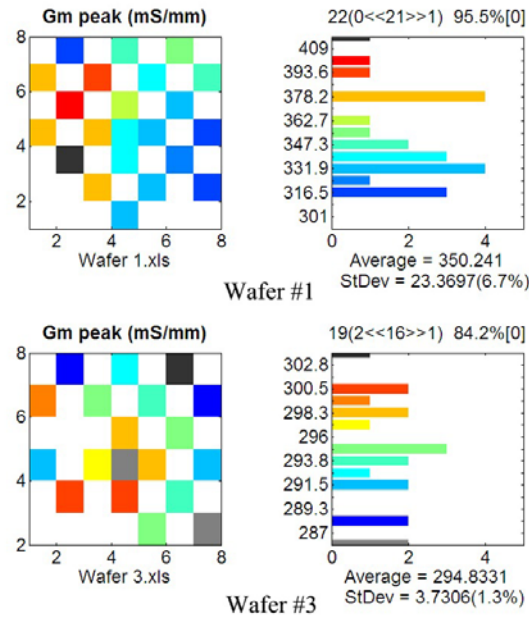 Gm peak (mS/mm)
22(0<<21>>1) 95.5%[0]
8
6
4
2
2 4 6 8
Wafer 1.xls
409
393.6
378.2
362.7
347.3
331.9
316.5
301
0 2 4
Average = 350.241
StDev = 23.3697(6.7%)
Wafer #1
Gm peak (mS/mm)
19(2<<16>>1) 84.2%[0]
8
6
4
2
2 4 6 8
Wafer 3.xls
302.8
300.5
298.3
296
293.8
291.5
289.3
287
0 2 4
Average = 294.8331
StDev = 3.7306(1.3%)
Wafer #3